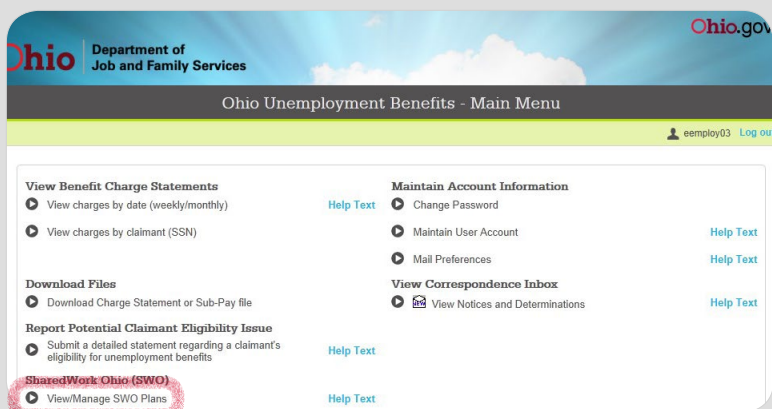 Ohio.gov
Ohio
Department of
Job and Family Services
Ohio Unemployment Benefits - Main Menu
eemploy03 Log out
View Benefit Charge Statements
View charges by date (weekly/monthly) Help Text
View charges by claimant (SSN)
Download Files
Download Charge Statement or Sub-Pay file
Report Potential Claimant Eligibility Issue
Submit a detailed statement regarding a claimant's
eligibility for unemployment benefits
Help Text
SharedWork Ohio (SWO)
View/Manage SWO Plans Help Text
Maintain Account Information
Change Password
Maintain User Account Help Text
Mail Preferences Help Text
View Correspondence Inbox
View Notices and Determinations Help Text